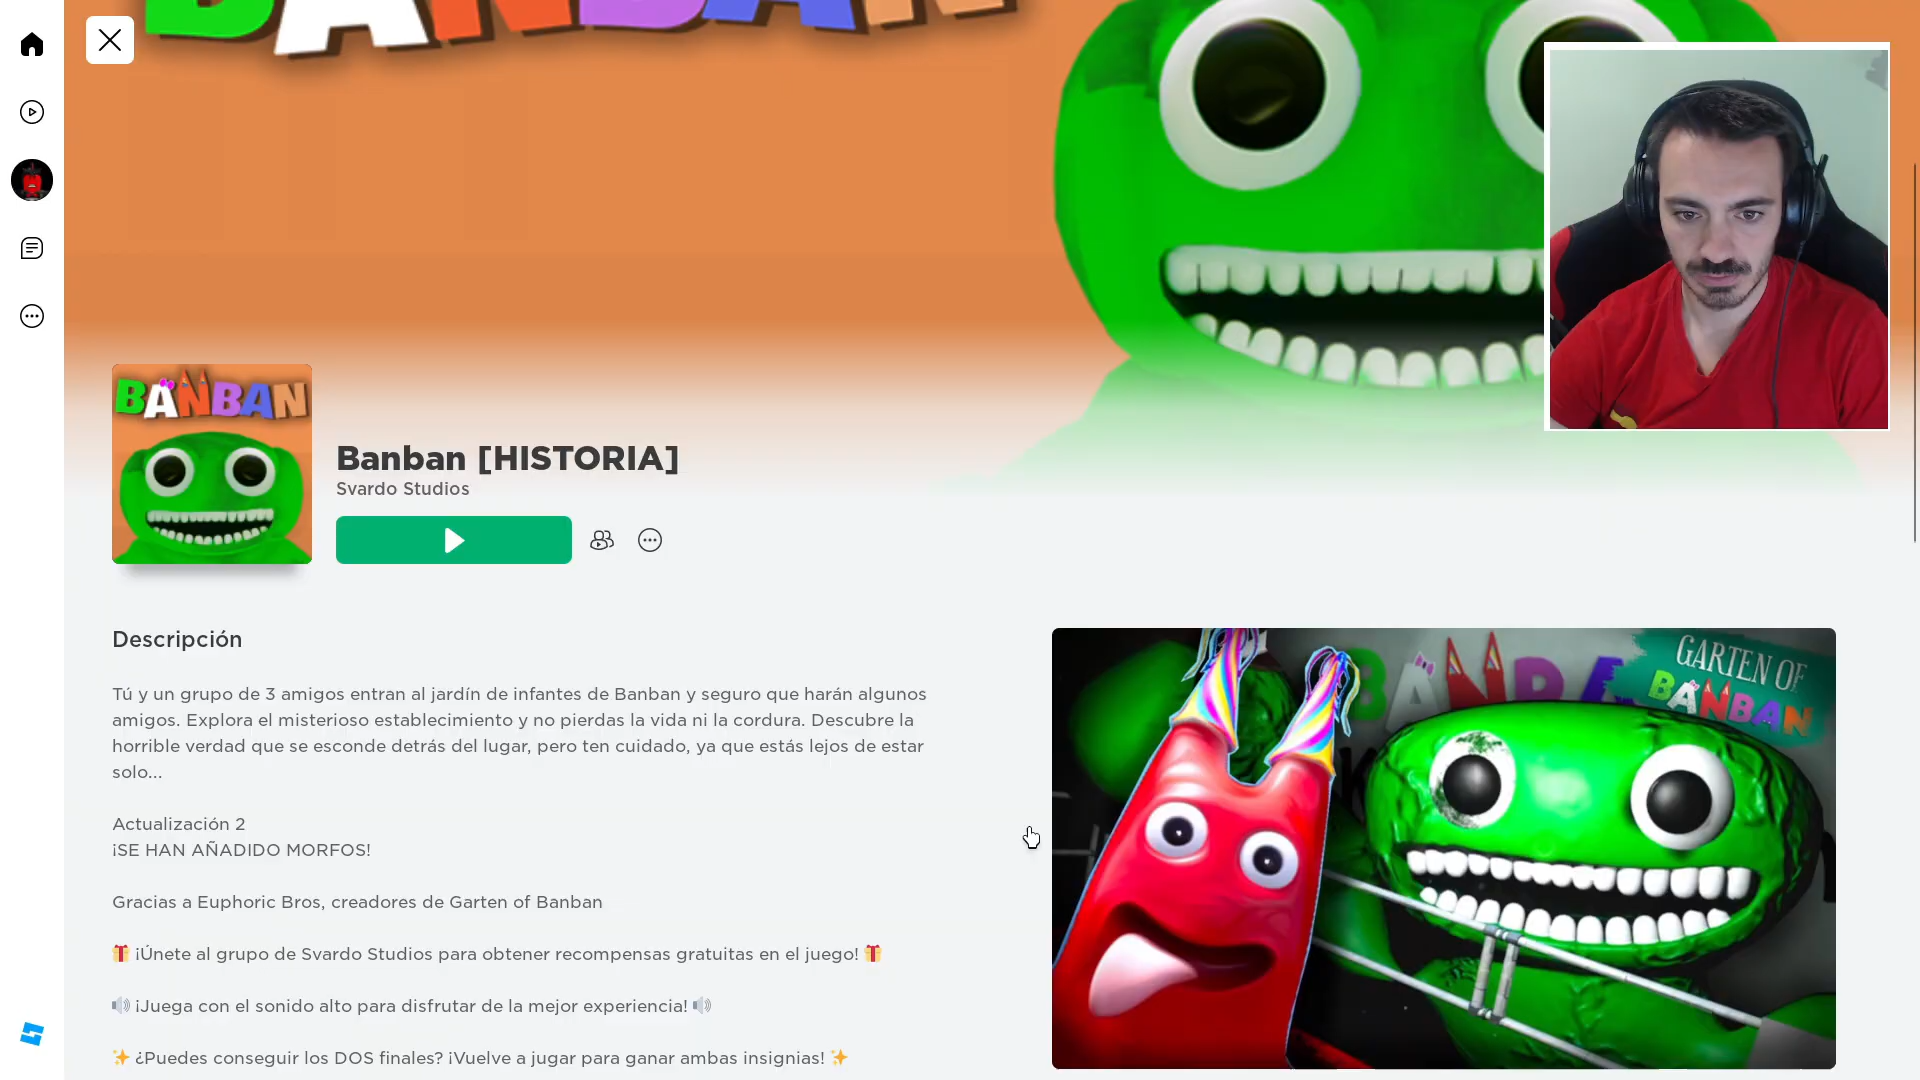 BANBAN
BANBAN
Banban [HISTORIA]
Svardo Studios
Descripción
Tú y un grupo de 3 amigos entran al jardín de infantes de Banban y seguro que harán algunos
amigos. Explora el misterioso establecimiento y no pierdas la vida ni la cordura. Descubre la
horrible verdad que se esconde detrás del lugar, pero ten cuidado, ya que estás lejos de estar
solo...
Actualización 2
¡SE HAN AÑADIDO MORFOS!
Gracias a Euphoric Bros, creadores de Garten of Banban
🎁 ¡Únete al grupo de Svardo Studios para obtener recompensas gratuitas en el juego! 🎁
🔊 ¡Juega con el sonido alto para disfrutar de la mejor experiencia! 🔊
✨ ¿Puedes conseguir los DOS finales? ¡Vuelve a jugar para ganar ambas insignias! ✨
GARTEN OF
BANBAN